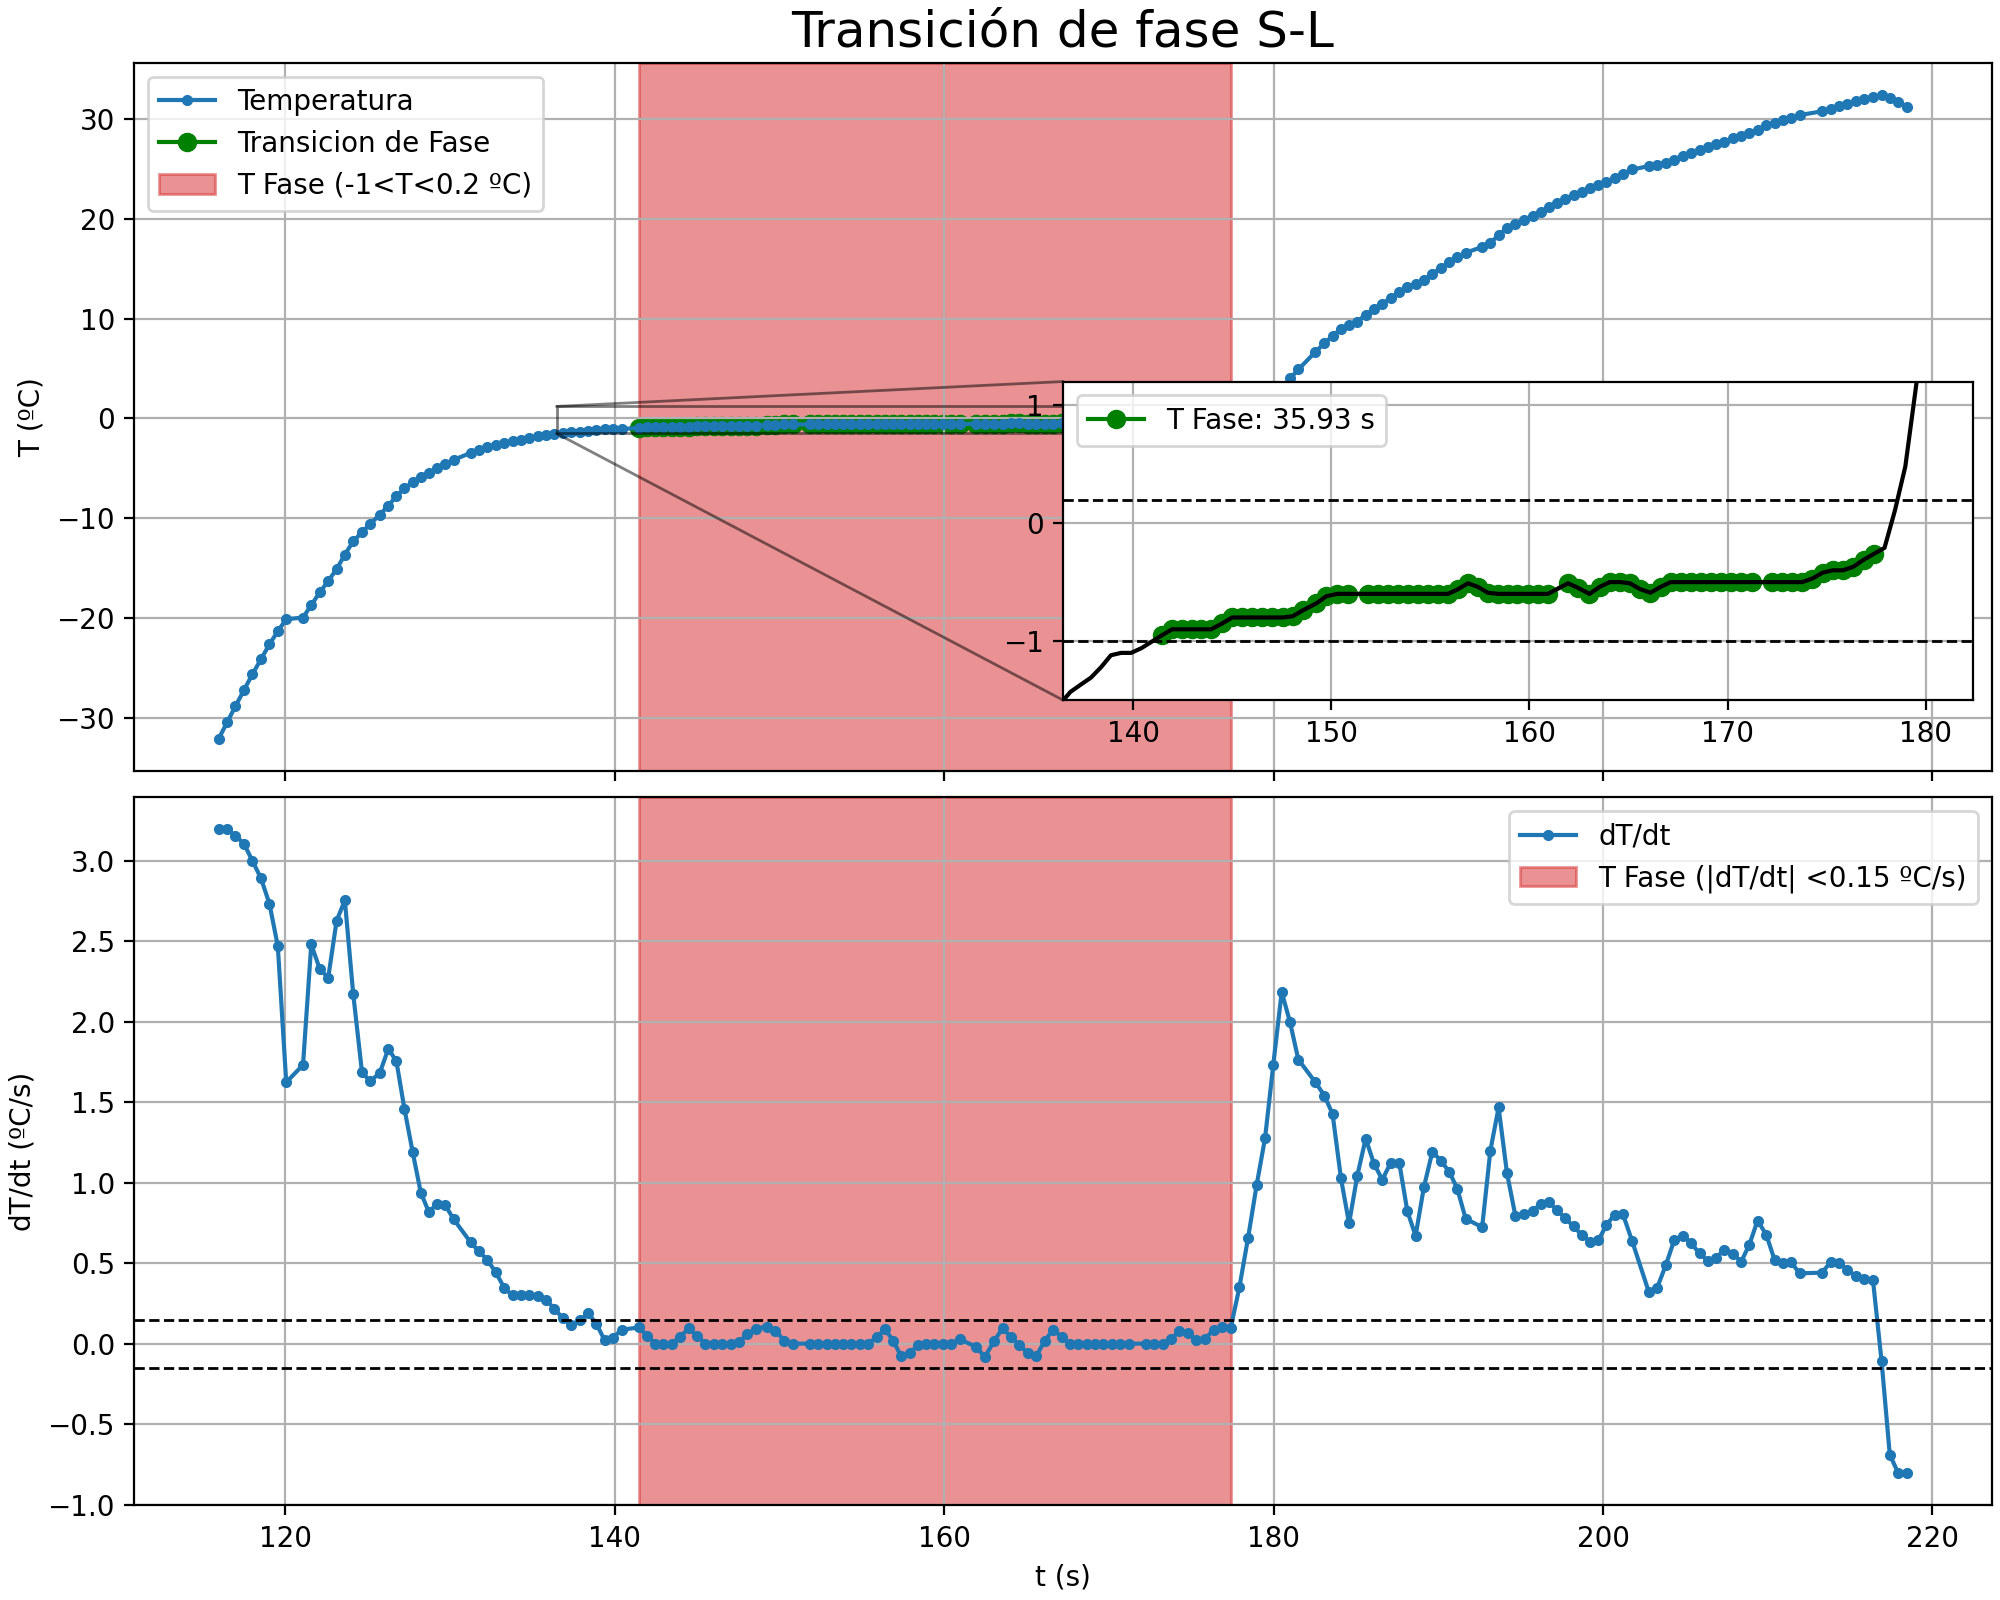 Transición de fase S-L
Temperatura
Transicion de Fase
T Fase (-1<T<0.2 ºC)
T (ºC)
30
20
10
0
−10
−20
−30
T Fase: 35.93 s
1
0
−1
140 150 160 170 180
dT/dt
T Fase (|dT/dt| <0.15 ºC/s)
dT/dt (ºC/s)
3.0
2.5
2.0
1.5
1.0
0.5
0.0
−0.5
−1.0
120 140 160 180 200 220
t (s)